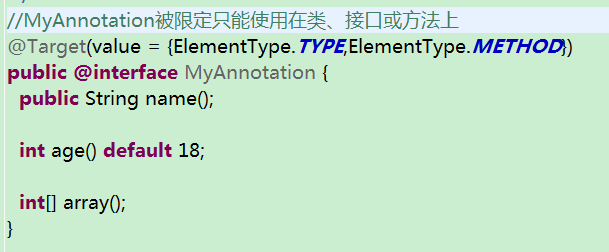 //MyAnnotation被限定只能使用在类、接口或方法上
@Target(value = {ElementType.TYPE,ElementType.METHOD})
public @interface MyAnnotation {
public String name();
int age() default 18;
int[] array();
}